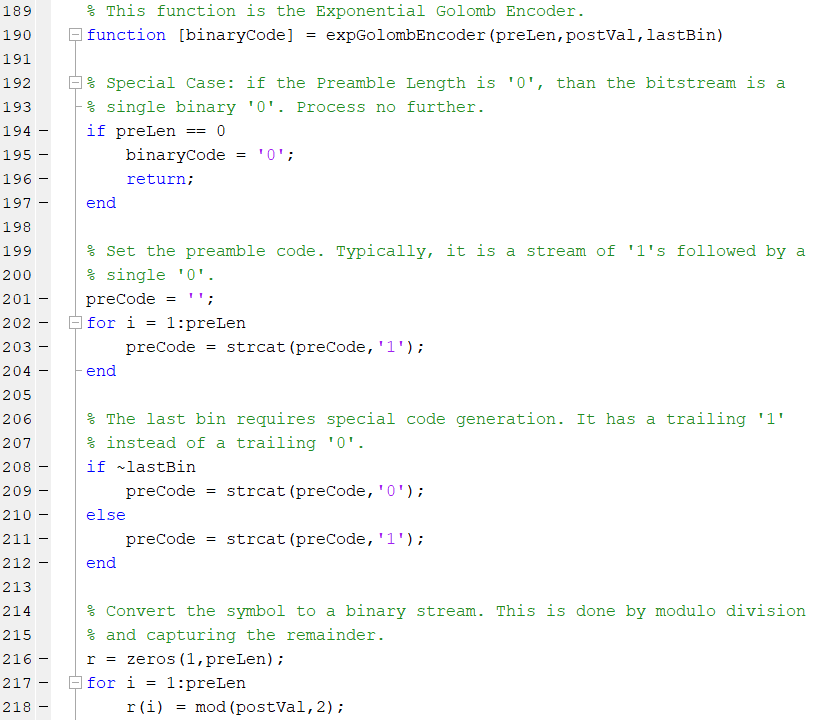 189 % This function is the Exponential Golomb Encoder.
190 function [binaryCode] = expGolombEncoder(preLen,postVal,lastBin)
191
192 % Special Case: if the Preamble Length is '0', than the bitstream is a
193 % single binary '0'. Process no further.
194 – if preLen == 0
195 –     binaryCode = '0';
196 –     return;
197 – end
198
199 % Set the preamble code. Typically, it is a stream of '1's followed by a
200 % single '0'.
201 – preCode = '';
202 – for i = 1:preLen
203 –     preCode = strcat(preCode,'1');
204 – end
205
206 % The last bin requires special code generation. It has a trailing '1'
207 % instead of a trailing '0'.
208 – if ~lastBin
209 –     preCode = strcat(preCode,'0');
210 – else
211 –     preCode = strcat(preCode,'1');
212 – end
213
214 % Convert the symbol to a binary stream. This is done by modulo division
215 % and capturing the remainder.
216 – r = zeros(1,preLen);
217 – for i = 1:preLen
218 –     r(i) = mod(postVal,2);